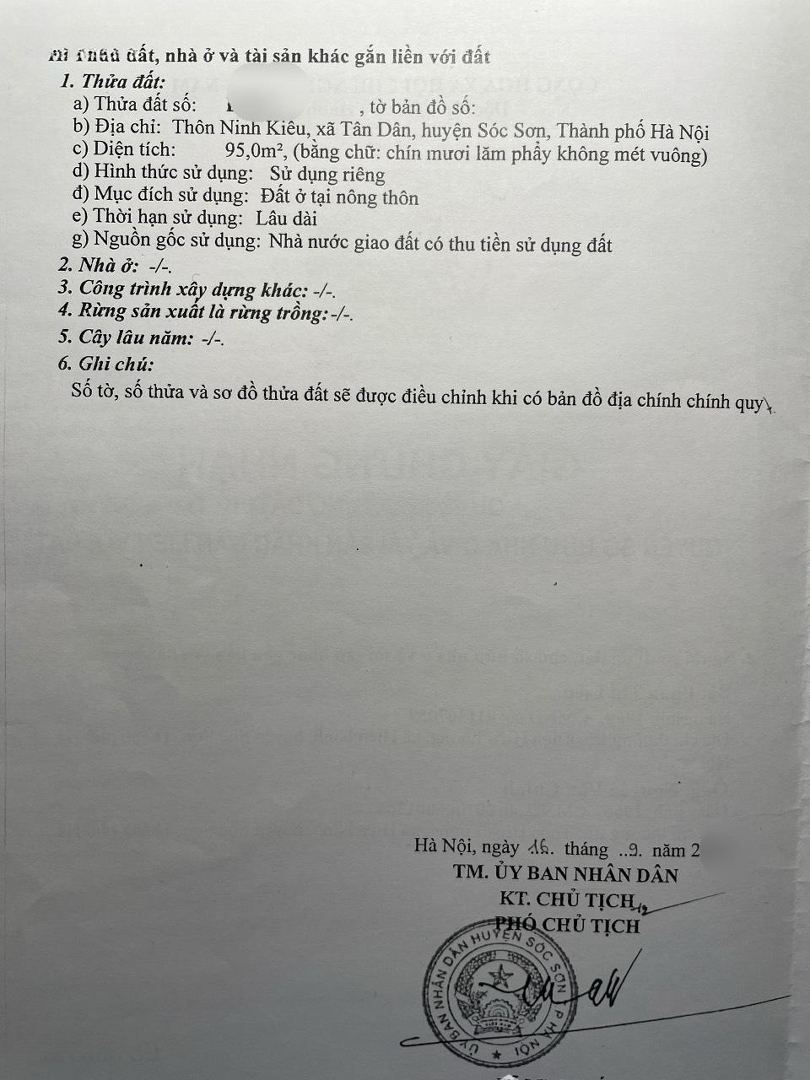 đất, nhà ở và tài sản khác gắn liền với đất
1. Thửa đất:
a) Thửa đất số: , tờ bản đồ số:
b) Địa chỉ: Thôn Ninh Kiêu, xã Tân Dân, huyện Sóc Sơn, Thành phố Hà Nội
c) Diện tích: 95,0m², (bằng chữ: chín mươi lăm phẩy không mét vuông)
d) Hình thức sử dụng: Sử dụng riêng
đ) Mục đích sử dụng: Đất ở tại nông thôn
e) Thời hạn sử dụng: Lâu dài
g) Nguồn gốc sử dụng: Nhà nước giao đất có thu tiền sử dụng đất
2. Nhà ở: -/-.
3. Công trình xây dựng khác: -/-.
4. Rừng sản xuất là rừng trồng: -/-.
5. Cây lâu năm: -/-.
6. Ghi chú:
Số tờ, số thửa và sơ đồ thửa đất sẽ được điều chỉnh khi có bản đồ địa chính chính quy
Hà Nội, ngày 16. tháng ..9. năm 2
TM. ỦY BAN NHÂN DÂN
KT. CHỦ TỊCH
PHÓ CHỦ TỊCH
ỦY BAN NHÂN DÂN HUYỆN SÓC SƠN T.P HÀ NỘI